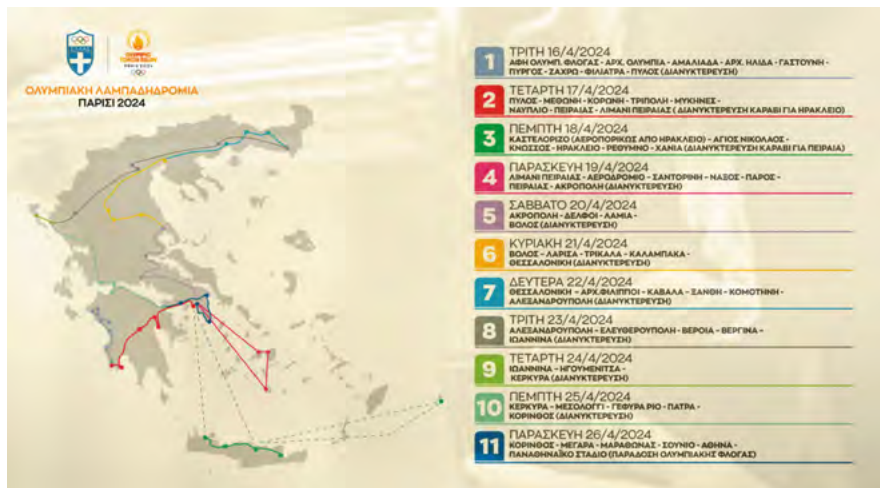 ΕΛΛΑΣ
PARIS 2024
ΟΛΥΜΠΙΑΚΗ ΛΑΜΠΑΔΗΔΡΟΜΙΑ
ΠΑΡΙΣΙ 2024
1 ΤΡΙΤΗ 16/4/2024
ΑΦΗ ΟΛΥΜΠ. ΦΛΟΓΑΣ - ΑΡΧ. ΟΛΥΜΠΙΑ - ΑΜΑΛΙΑΔΑ - ΑΡΧ. ΗΛΙΔΑ - ΓΑΣΤΟΥΝΗ -
ΠΥΡΓΟΣ - ΖΑΧΑΡΩ - ΦΙΛΙΑΤΡΑ - ΠΥΛΟΣ (ΔΙΑΝΥΚΤΕΡΕΥΣΗ)
2 ΤΕΤΑΡΤΗ 17/4/2024
ΠΥΛΟΣ - ΜΕΘΩΝΗ - ΚΟΡΩΝΗ - ΤΡΙΠΟΛΗ - ΜΥΚΗΝΕΣ -
ΝΑΥΠΛΙΟ - ΠΕΙΡΑΙΑΣ - ΛΙΜΑΝΙ ΠΕΙΡΑΙΑΣ ( ΔΙΑΝΥΚΤΕΡΕΥΣΗ ΚΑΡΑΒΙ ΓΙΑ ΗΡΑΚΛΕΙΟ)
3 ΠΕΜΠΤΗ 18/4/2024
ΚΑΣΤΕΛΟΡΙΖΟ (ΑΕΡΟΠΟΡΙΚΩΣ ΑΠΟ ΗΡΑΚΛΕΙΟ) - ΑΓΙΟΣ ΝΙΚΟΛΑΟΣ -
ΚΝΩΣΣΟΣ - ΗΡΑΚΛΕΙΟ - ΡΕΘΥΜΝΟ - ΧΑΝΙΑ (ΔΙΑΝΥΚΤΕΡΕΥΣΗ ΚΑΡΑΒΙ ΓΙΑ ΠΕΙΡΑΙΑ)
4 ΠΑΡΑΣΚΕΥΗ 19/4/2024
ΛΙΜΑΝΙ ΠΕΙΡΑΙΑΣ - ΑΕΡΟΔΡΟΜΙΟ - ΣΑΝΤΟΡΙΝΗ - ΝΑΞΟΣ - ΠΑΡΟΣ -
ΠΕΙΡΑΙΑΣ - ΑΚΡΟΠΟΛΗ (ΔΙΑΝΥΚΤΕΡΕΥΣΗ)
5 ΣΑΒΒΑΤΟ 20/4/2024
ΑΚΡΟΠΟΛΗ - ΔΕΛΦΟΙ - ΛΑΜΙΑ -
ΒΟΛΟΣ (ΔΙΑΝΥΚΤΕΡΕΥΣΗ)
6 ΚΥΡΙΑΚΗ 21/4/2024
ΒΟΛΟΣ - ΛΑΡΙΣΑ - ΤΡΙΚΑΛΑ - ΚΑΛΑΜΠΑΚΑ -
ΘΕΣΣΑΛΟΝΙΚΗ (ΔΙΑΝΥΚΤΕΡΕΥΣΗ)
7 ΔΕΥΤΕΡΑ 22/4/2024
ΘΕΣΣΑΛΟΝΙΚΗ - ΑΡΧ.ΦΙΛΙΠΠΟΙ - ΚΑΒΑΛΑ - ΞΑΝΘΗ - ΚΟΜΟΤΗΝΗ -
ΑΛΕΞΑΝΔΡΟΥΠΟΛΗ (ΔΙΑΝΥΚΤΕΡΕΥΣΗ)
8 ΤΡΙΤΗ 23/4/2024
ΑΛΕΞΑΝΔΡΟΥΠΟΛΗ - ΕΛΕΥΘΕΡΟΥΠΟΛΗ - ΒΕΡΟΙΑ - ΒΕΡΓΙΝΑ -
ΙΩΑΝΝΙΝΑ (ΔΙΑΝΥΚΤΕΡΕΥΣΗ)
9 ΤΕΤΑΡΤΗ 24/4/2024
ΙΩΑΝΝΙΝΑ - ΗΓΟΥΜΕΝΙΤΣΑ -
ΚΕΡΚΥΡΑ (ΔΙΑΝΥΚΤΕΡΕΥΣΗ)
10 ΠΕΜΠΤΗ 25/4/2024
ΚΕΡΚΥΡΑ - ΜΕΣΟΛΟΓΓΙ - ΓΕΦΥΡΑ ΡΙΟ - ΠΑΤΡΑ -
ΚΟΡΙΝΘΟΣ (ΔΙΑΝΥΚΤΕΡΕΥΣΗ)
11 ΠΑΡΑΣΚΕΥΗ 26/4/2024
ΚΟΡΙΝΘΟΣ - ΜΕΓΑΡΑ - ΜΑΡΑΘΩΝΑΣ - ΣΟΥΝΙΟ - ΑΘΗΝΑ -
ΠΑΝΑΘΗΝΑΪΚΟ ΣΤΑΔΙΟ (ΠΑΡΑΔΟΣΗ ΟΛΥΜΠΙΑΚΗΣ ΦΛΟΓΑΣ)